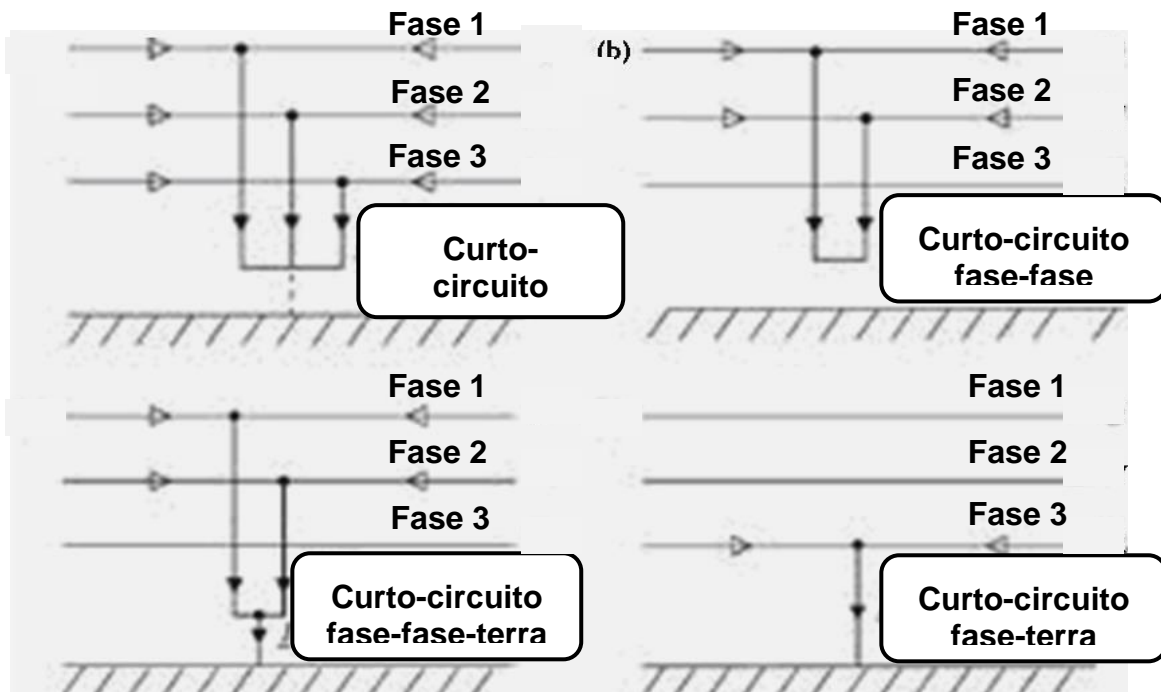 Fase 1
Fase 2
Fase 3
Curto-
circuito
(b)
Fase 1
Fase 2
Fase 3
Curto-circuito
fase-fase
Fase 1
Fase 2
Fase 3
Curto-circuito
fase-fase-terra
Fase 1
Fase 2
Fase 3
Curto-circuito
fase-terra